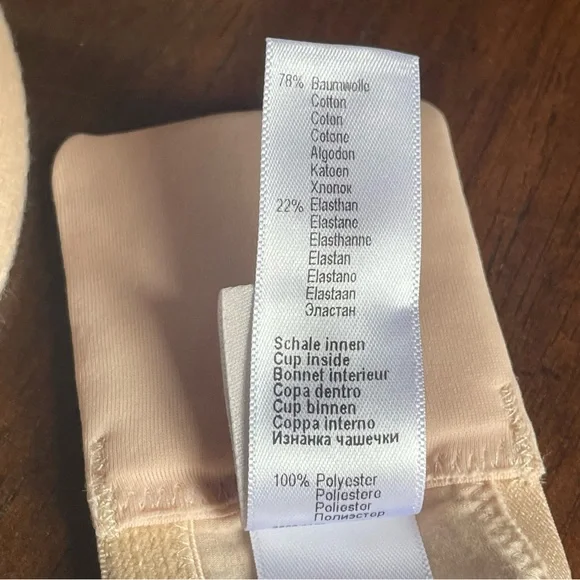 78% Baumwolle
Cotton
Coton
Cotone
Algodon
Katoen
Хлопок
22% Elasthan
Elastane
Elasthanne
Elastan
Elastano
Elastaan
Эластан
Schale innen
Cup inside
Bonnet interieur
Copa dentro
Cup binnen
Coppa interno
Изнанка чашечки
100% Polyester
Poliestere
Poliester
Полиэстер